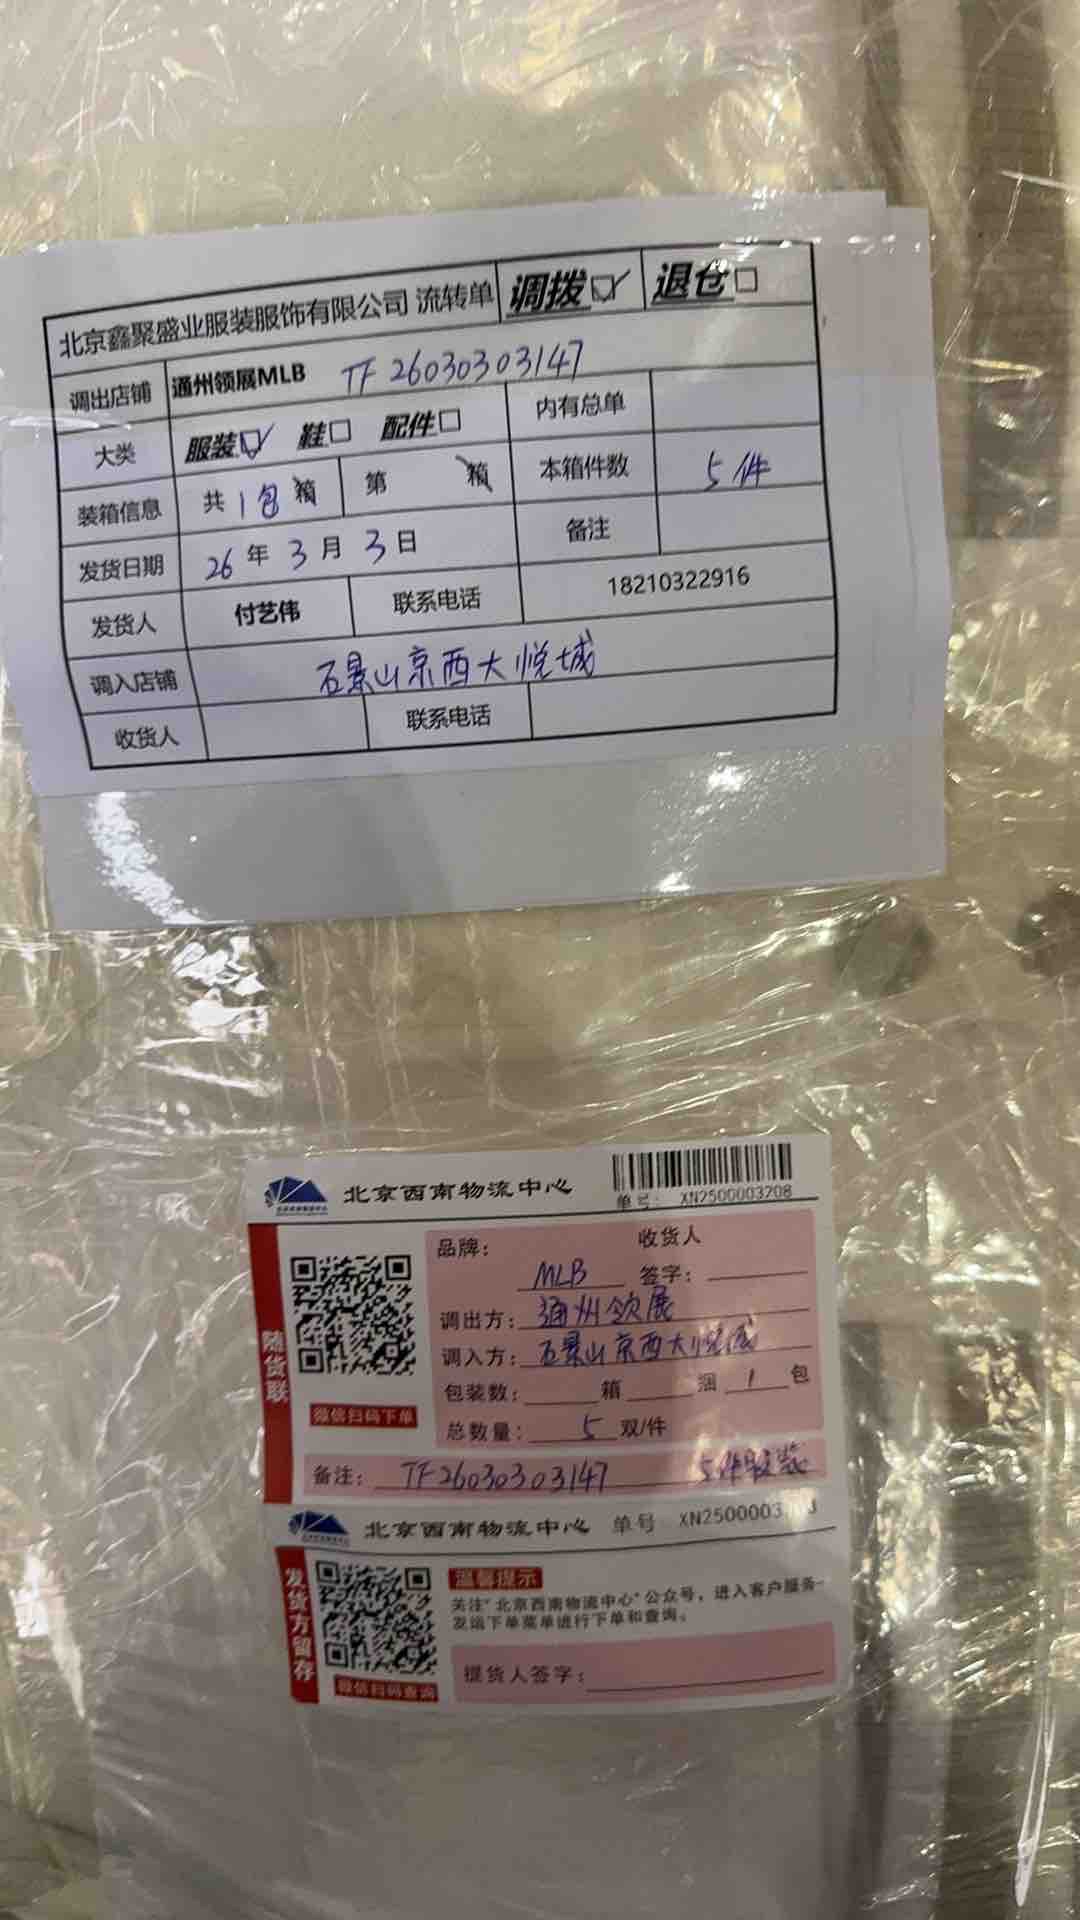 北京鑫聚盛业服装服饰有限公司 流转单 调拨☑ 退仓□
调出店铺 通州领展MLB TF26030303147
大类 服装☑ 鞋□ 配件□ 内有总单
装箱信息 共 1包 箱 第 箱 本箱件数 5件
发货日期 26 年 3 月 3 日 备注
发货人 付艺伟 联系电话 18210322916
调入店铺 石景山京西大悦城
收货人 联系电话
北京西南物流中心
单号: XN2500003208
随货联
微信扫码下单
品牌: MLB 收货人签字:
调出方: 通州领展
调入方: 石景山京西大悦城
包装数: 箱 捆 1 包
总数量: 5 双/件
备注: TF26030303147 5件服装
北京西南物流中心 单号 XN2500003
发货方留存
微信扫码查询
温馨提示
关注“北京西南物流中心”公众号，进入客户服务-
发运下单菜单进行下单和查询。
提货人签字: